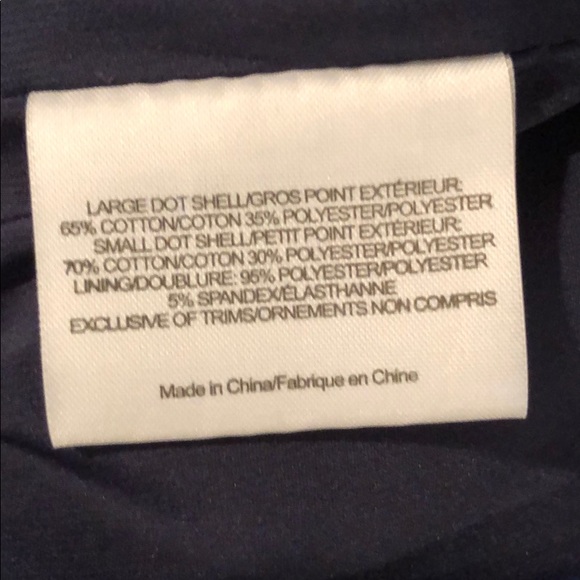 LARGE DOT SHELL/GROS POINT EXTÉRIEUR:
65% COTTON/COTON 35% POLYESTER/POLYESTER
SMALL DOT SHELL/PETIT POINT EXTÉRIEUR:
70% COTTON/COTON 30% POLYESTER/POLYESTER
LINING/DOUBLURE: 95% POLYESTER/POLYESTER
5% SPANDEX/ÉLASTHANNE
EXCLUSIVE OF TRIMS/ORNEMENTS NON COMPRIS
Made in China/Fabrique en Chine